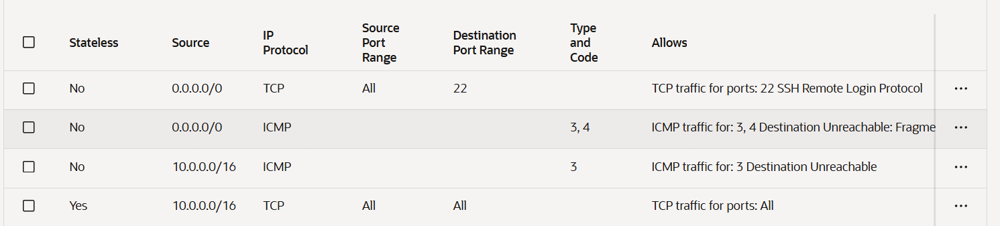 Stateless Source IP Protocol Source Port Range Destination Port Range Type and Code Allows
No 0.0.0.0/0 TCP All 22 TCP traffic for ports: 22 SSH Remote Login Protocol
No 0.0.0.0/0 ICMP 3, 4 ICMP traffic for: 3, 4 Destination Unreachable: Fragme
No 10.0.0.0/16 ICMP 3 ICMP traffic for: 3 Destination Unreachable
Yes 10.0.0.0/16 TCP All All TCP traffic for ports: All